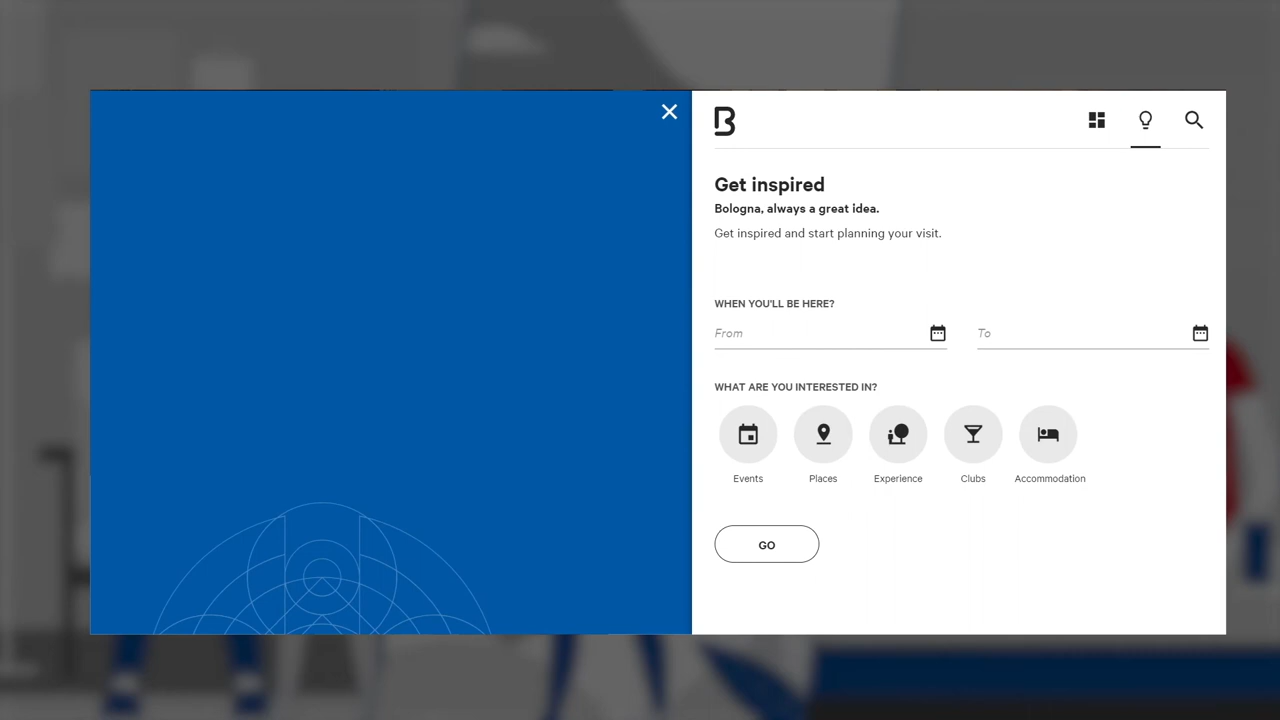 B
Get inspired
Bologna, always a great idea.
Get inspired and start planning your visit.
WHEN YOU'LL BE HERE?
From To
WHAT ARE YOU INTERESTED IN?
Events Places Experience Clubs Accommodation
GO